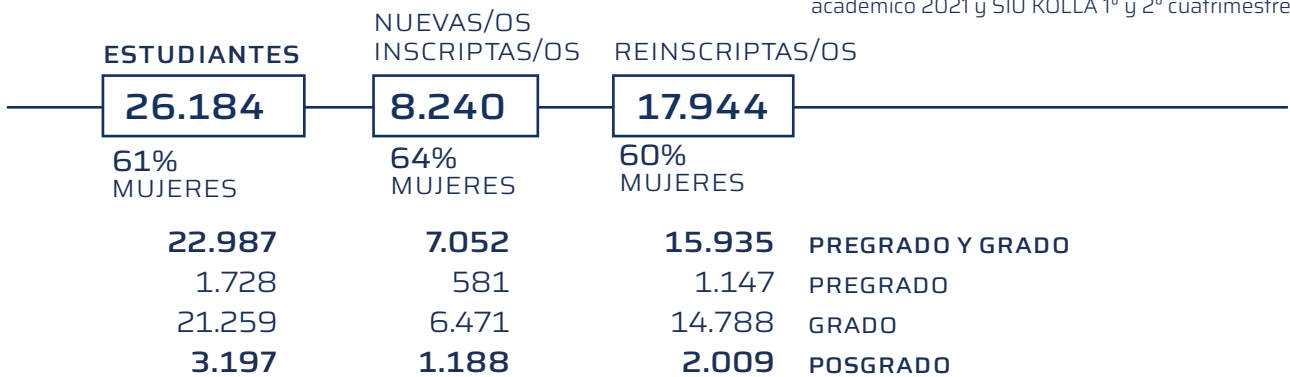 académico 2021 y SIU KOLLA 1º y 2º cuatrimestre
NUEVAS/OS
ESTUDIANTES INSCRIPTAS/OS REINSCRIPTAS/OS
26.184 8.240 17.944
61% 64% 60%
MUJERES MUJERES MUJERES
22.987 7.052 15.935 PREGRADO Y GRADO
1.728 581 1.147 PREGRADO
21.259 6.471 14.788 GRADO
3.197 1.188 2.009 POSGRADO